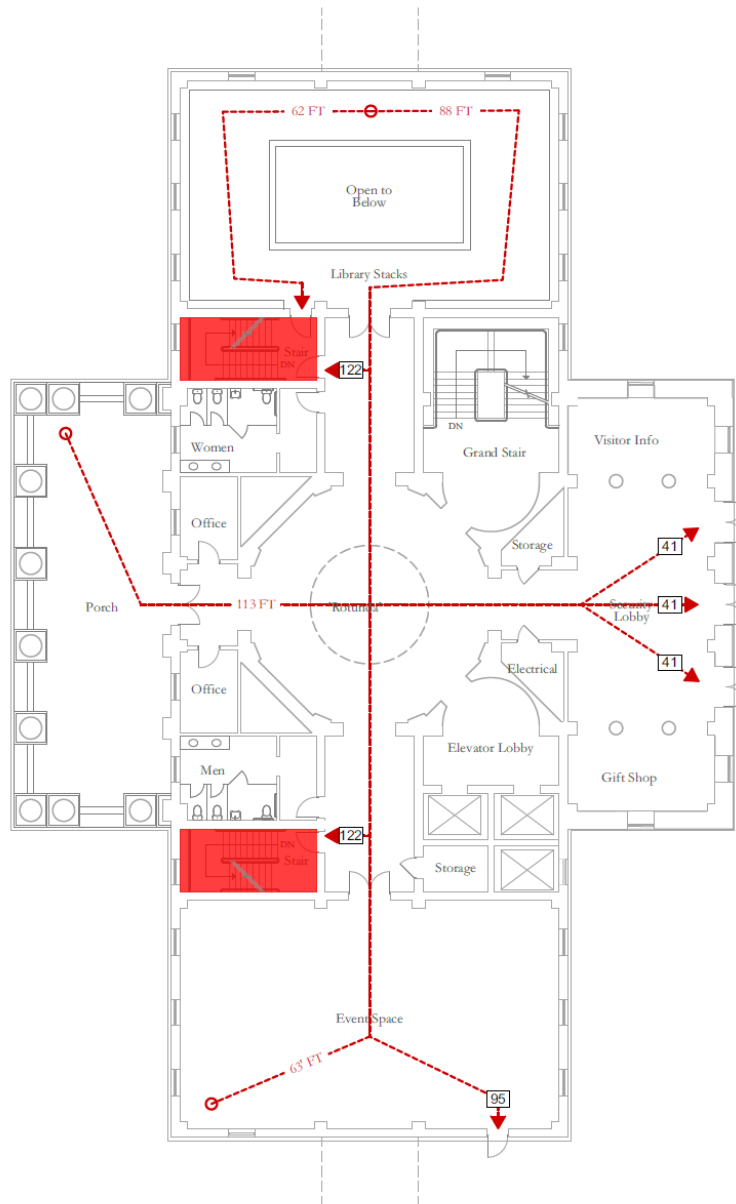 62 FT
88 FT
Open to
Below
Library Stacks
Stair
DN
122
DN
Women
Grand Stair
Visitor Info
Office
Storage
41
Porch
113 FT
"Rotunda"
Security
Lobby
41
Office
Electrical
41
Men
Elevator Lobby
Gift Shop
DN
Stair
122
Storage
Event Space
63' FT
95